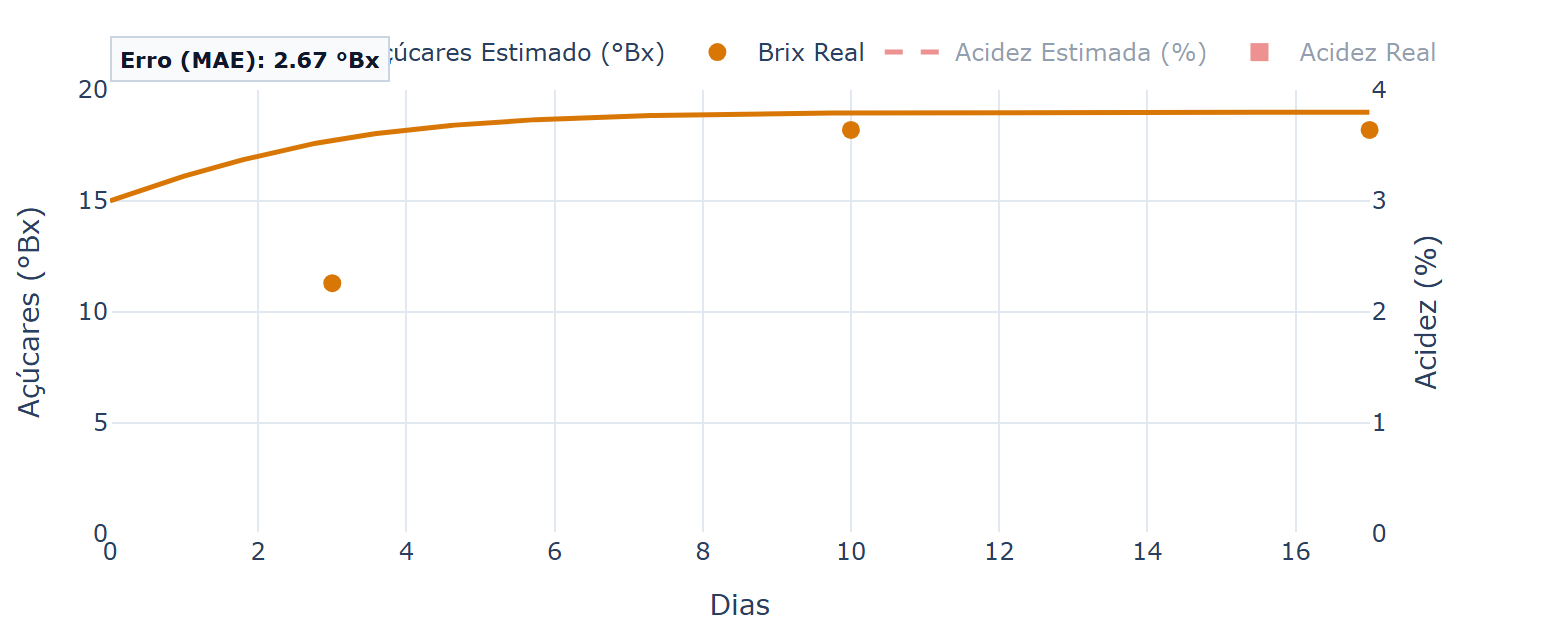 Erro (MAE): 2.67 ºBx
çúcares Estimado (°Bx) Brix Real Acidez Estimada (%) Acidez Real
20 4
15 3
10 2
5 1
0 0
Açúcares (°Bx)
Acidez (%)
0 2 4 6 8 10 12 14 16
Dias